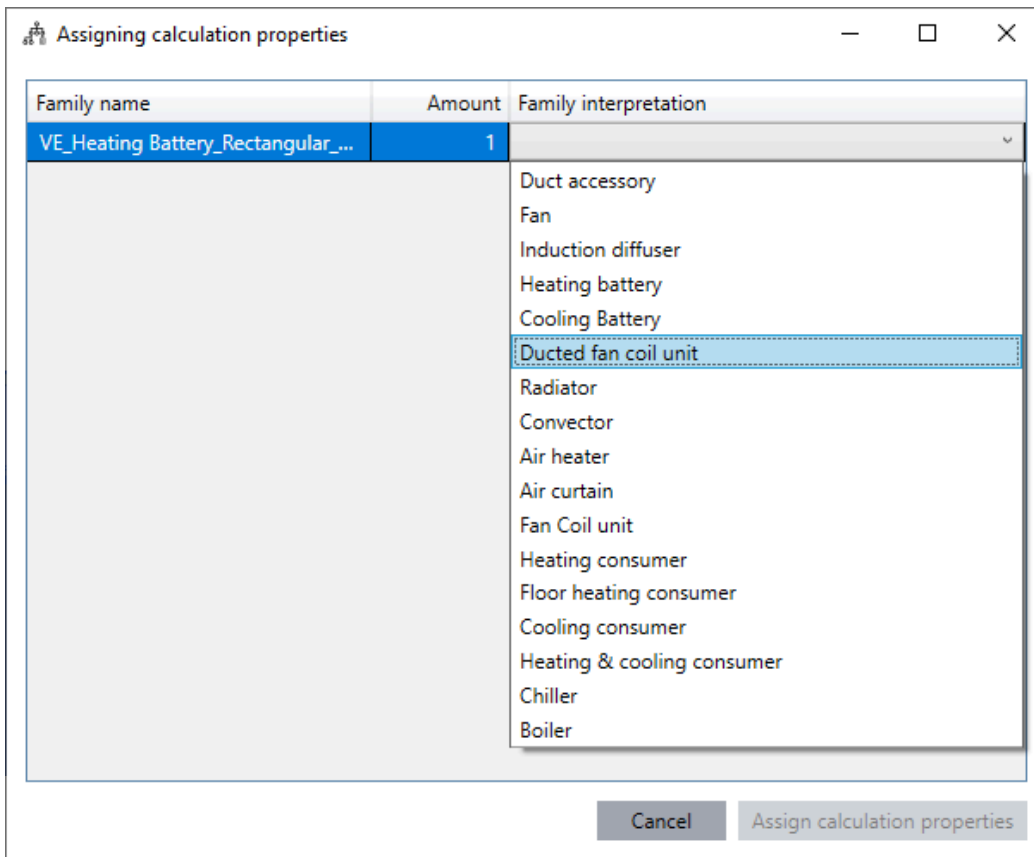 Assigning calculation properties
Family name Amount Family interpretation
VE_Heating Battery_Rectangular_... 1
Duct accessory
Fan
Induction diffuser
Heating battery
Cooling Battery
Ducted fan coil unit
Radiator
Convector
Air heater
Air curtain
Fan Coil unit
Heating consumer
Floor heating consumer
Cooling consumer
Heating & cooling consumer
Chiller
Boiler
Cancel Assign calculation properties